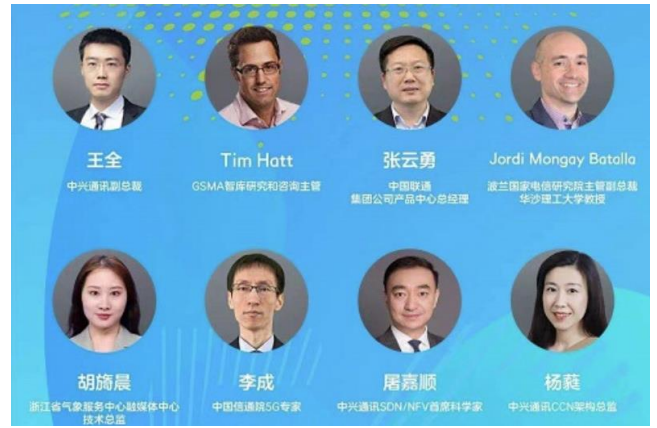 王全
中兴通讯副总裁
Tim Hatt
GSMA智库研究和咨询主管
张云勇
中国联通
集团公司产品中心总经理
Jordi Mongay Batalla
波兰国家电信研究院主管副总裁
华沙理工大学教授
胡旖晨
浙江省气象服务中心融媒体中心
技术总监
李成
中国信通院5G专家
屠嘉顺
中兴通讯SDN/NFV首席科学家
杨蕤
中兴通讯CCN架构总监